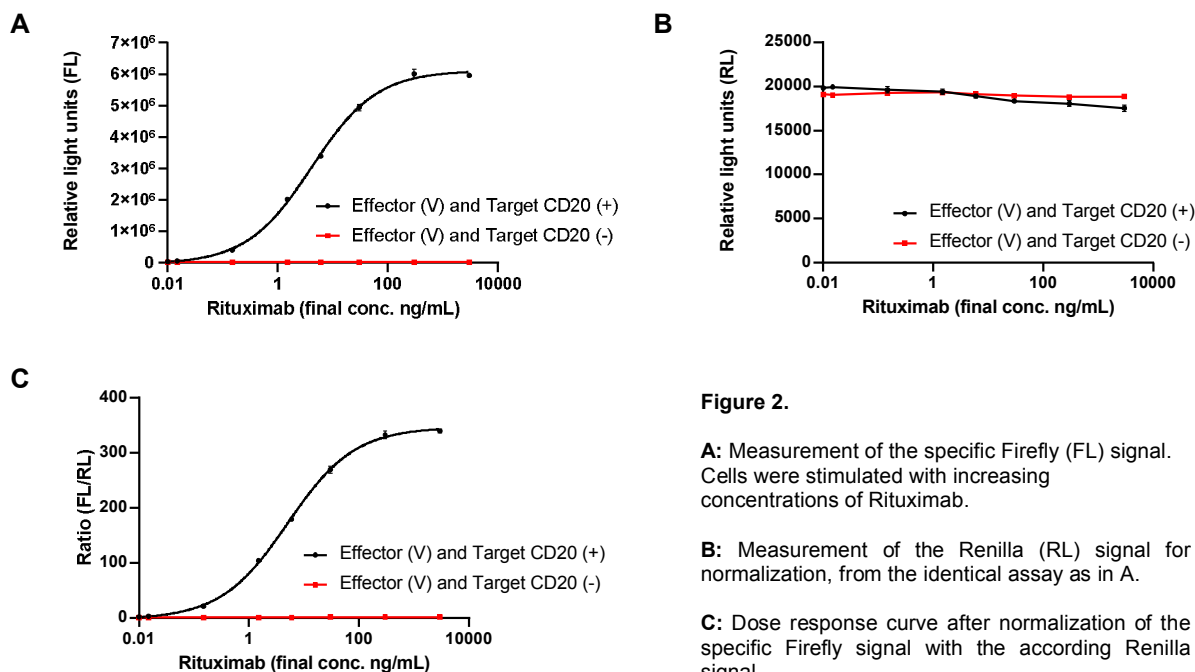 A
Relative light units (FL)
7×10⁶
6×10⁶
5×10⁶
4×10⁶
3×10⁶
2×10⁶
1×10⁶
0
0.01
1
100
10000
Rituximab (final conc. ng/mL)
Effector (V) and Target CD20 (+)
Effector (V) and Target CD20 (-)
B
Relative light units (RL)
25000
20000
15000
10000
5000
0
0.01
1
100
10000
Rituximab (final conc. ng/mL)
Effector (V) and Target CD20 (+)
Effector (V) and Target CD20 (-)
C
Ratio (FL/RL)
400
300
200
100
0
0.01
1
100
10000
Rituximab (final conc. ng/mL)
Effector (V) and Target CD20 (+)
Effector (V) and Target CD20 (-)
Figure 2.
A: Measurement of the specific Firefly (FL) signal.
Cells were stimulated with increasing
concentrations of Rituximab.
B: Measurement of the Renilla (RL) signal for
normalization, from the identical assay as in A.
C: Dose response curve after normalization of the
specific Firefly signal with the according Renilla
signal